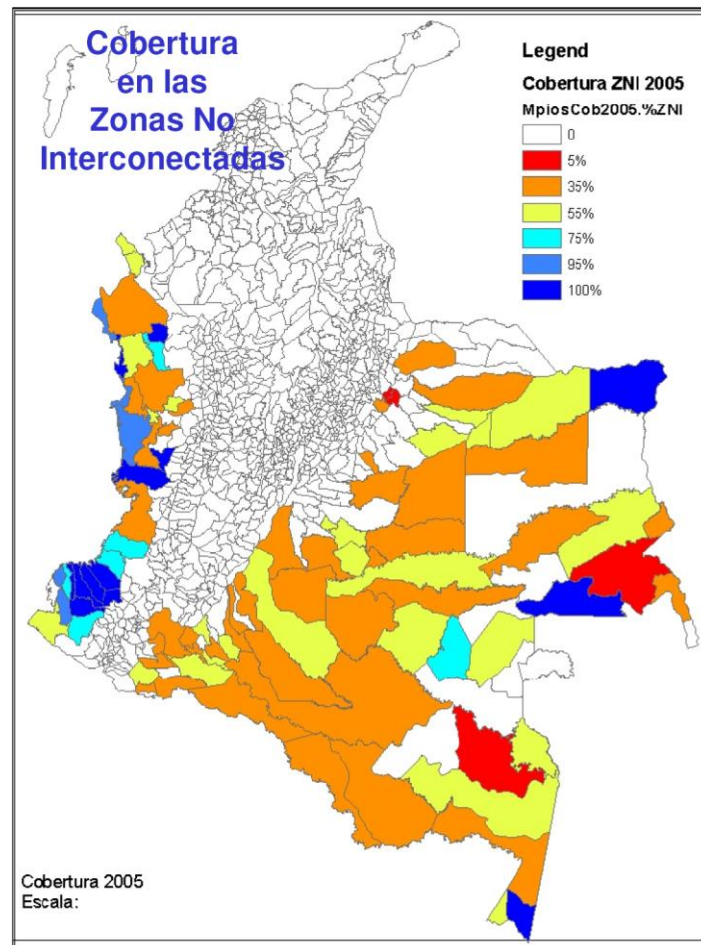 Cobertura
en las
Zonas No
Interconectadas
Legend
Cobertura ZNI 2005
MpiosCob2005.%ZNI
0
5%
35%
55%
75%
95%
100%
Cobertura 2005
Escala: